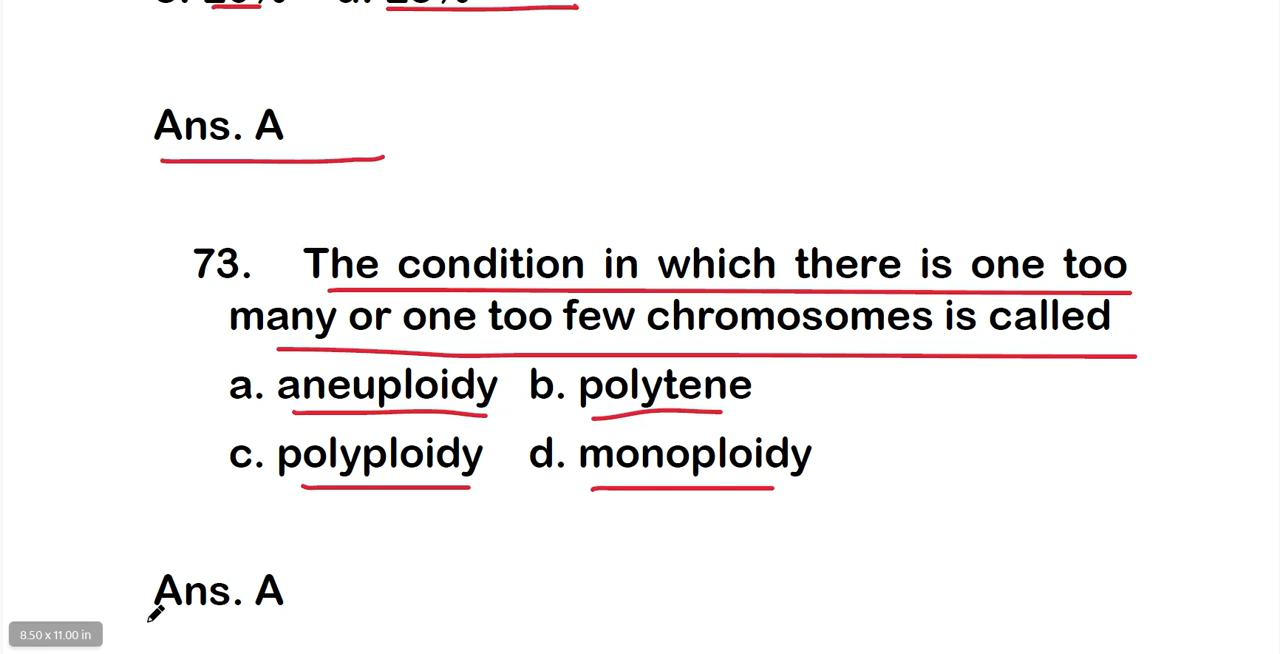 Ans. A
73. The condition in which there is one too
many or one too few chromosomes is called
a. aneuploidy b. polytene
c. polyploidy d. monoploidy
Ans. A
8.50 x 11.00 in